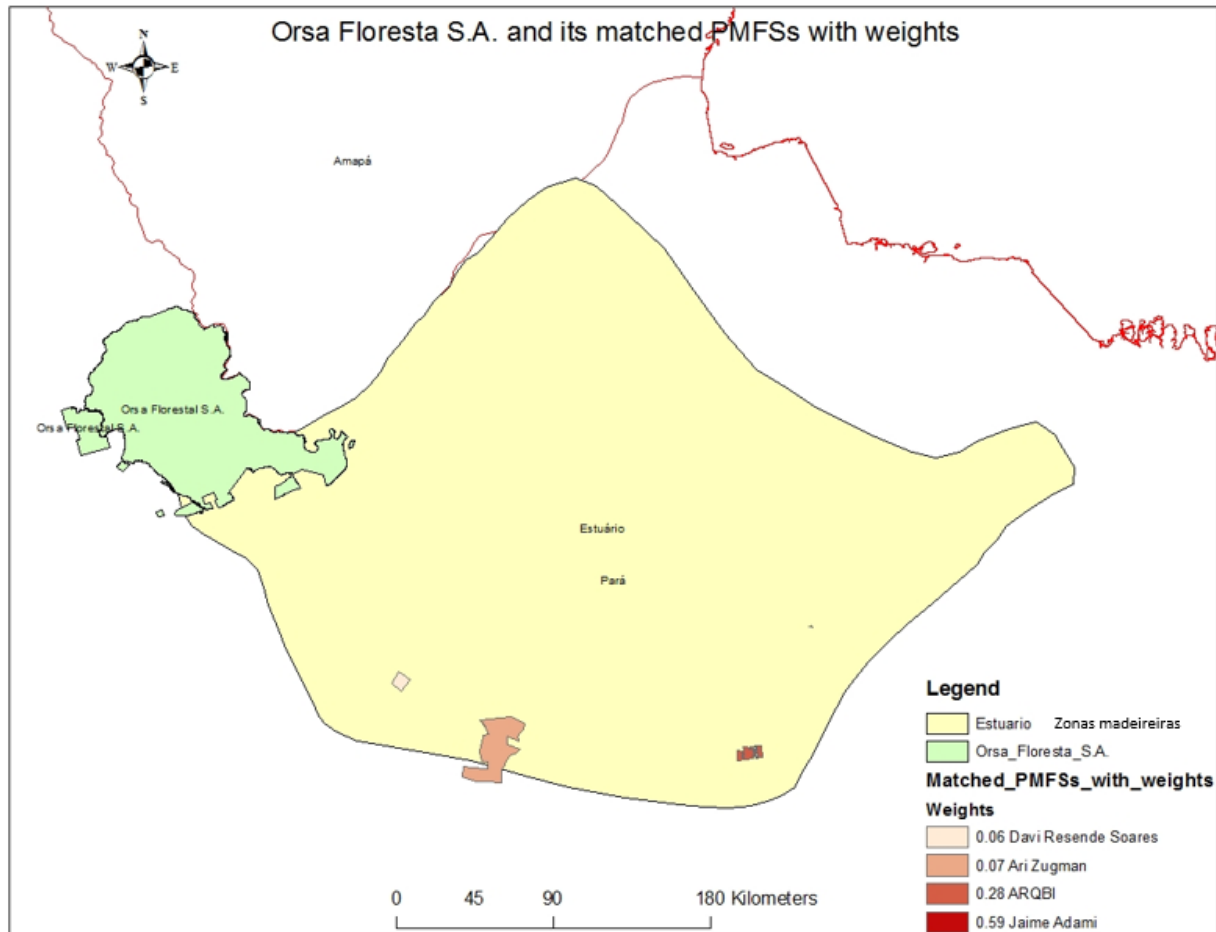 Orsa Floresta S.A. and its matched PMFSs with weights
N
W E
S
Amapá
Orsa Florestal S.A.
Orsa Florestal S.A.
Estuário
Pará
Legend
Estuario Zonas madeireiras
Orsa_Floresta_S.A.
Matched_PMFSs_with_weights
Weights
0.06 Davi Resende Soares
0.07 Ari Zugman
0.28 ARQBI
0.59 Jaime Adami
0 45 90 180 Kilometers